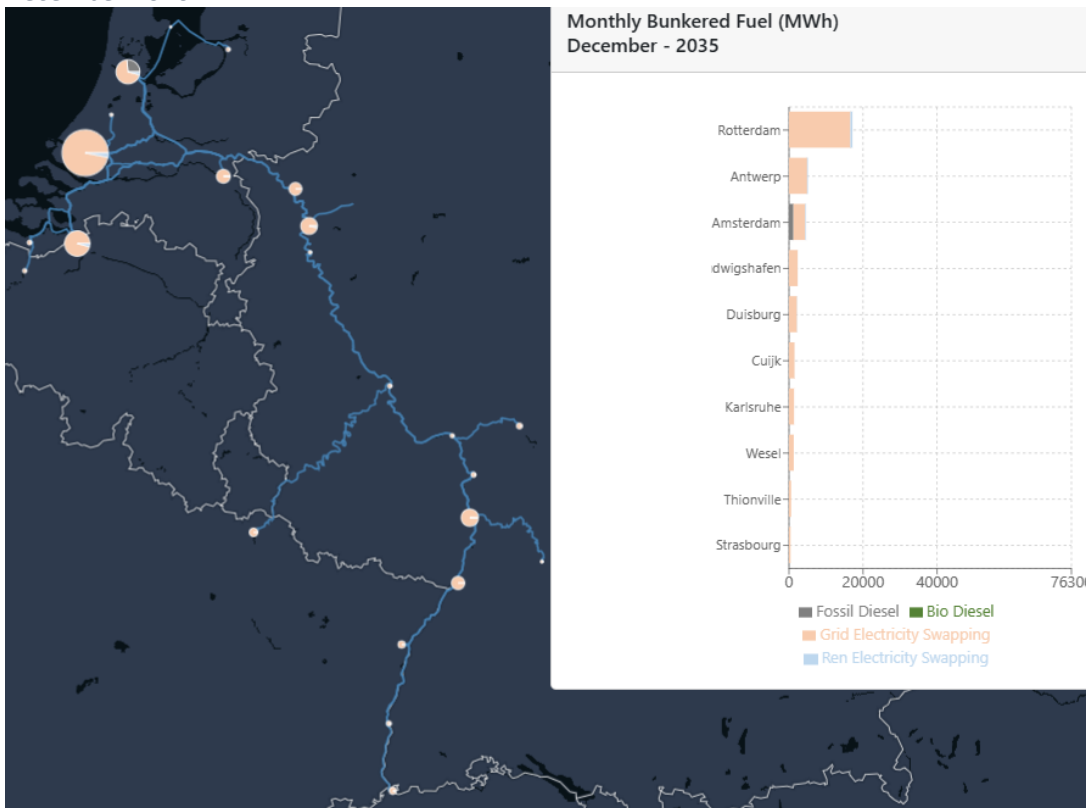 Monthly Bunkered Fuel (MWh)
December - 2035
Rotterdam
Antwerp
Amsterdam
dwigshafen
Duisburg
Cuijk
Karlsruhe
Wesel
Thionville
Strasbourg
0 20000 40000 7630
Fossil Diesel Bio Diesel
Grid Electricity Swapping
Ren Electricity Swapping